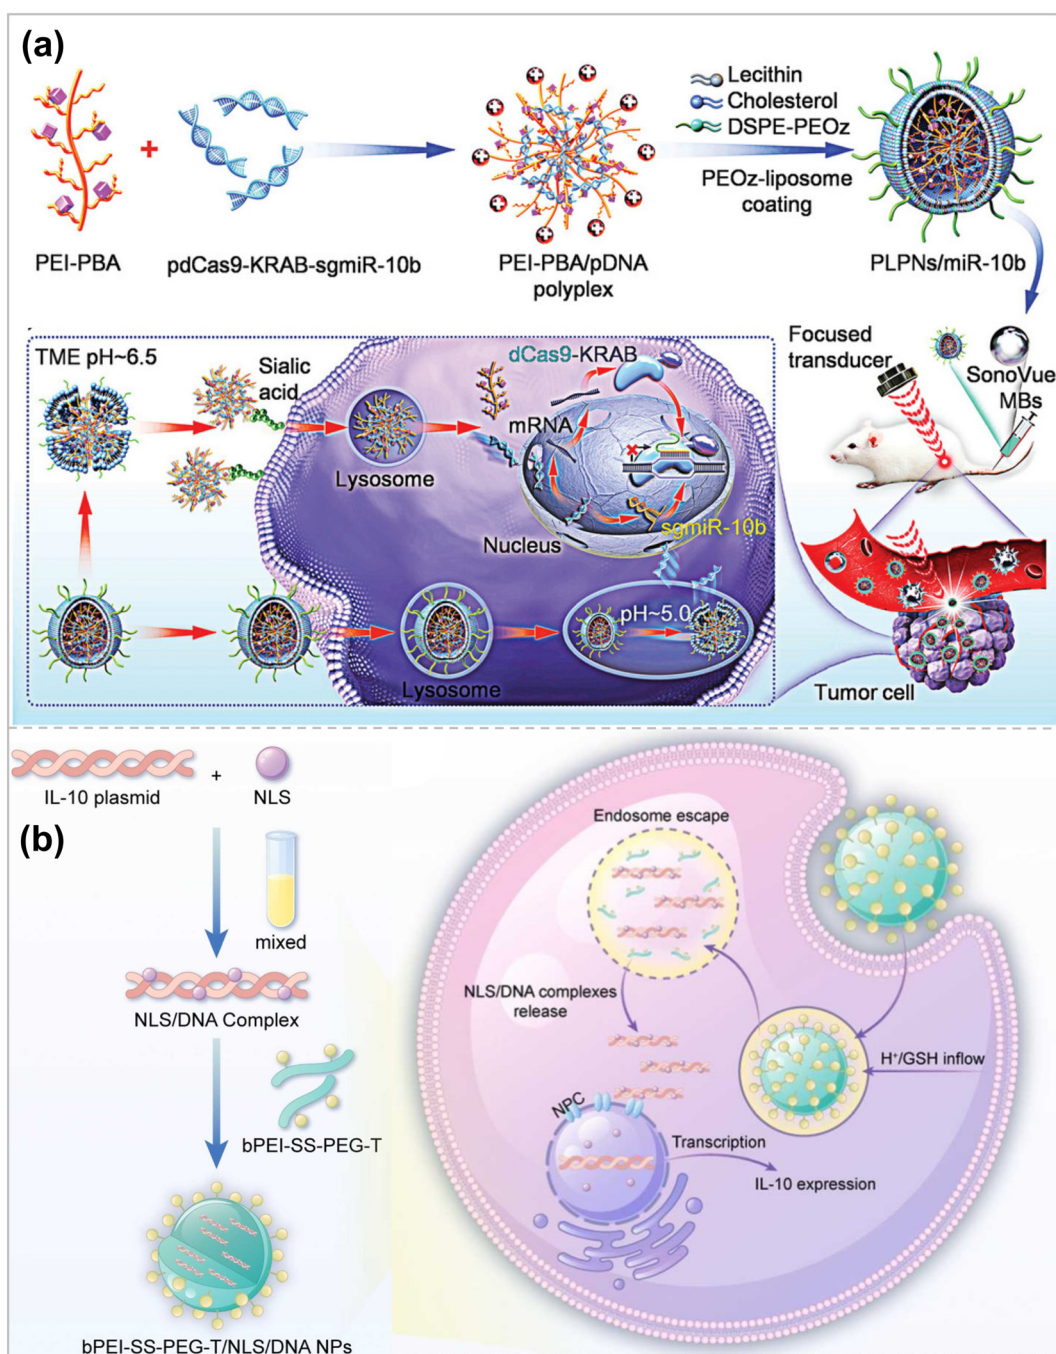 (a)
Lecithin
Cholesterol
DSPE-PEOz
PEOz-liposome
coating
PEI-PBA
pdCas9-KRAB-sgmiR-10b
PEI-PBA/pDNA
polyplex
PLPNs/miR-10b
TME pH~6.5
Sialic
acid
Lysosome
dCas9-KRAB
mRNA
sgmiR-10b
Nucleus
Lysosome
pH~5.0
Focused
transducer
SonoVue
MBs
Tumor cell
IL-10 plasmid
+
NLS
(b)
mixed
NLS/DNA Complex
bPEI-SS-PEG-T
bPEI-SS-PEG-T/NLS/DNA NPs
Endosome escape
NLS/DNA complexes
release
H⁺/GSH inflow
NPC
Transcription
IL-10 expression